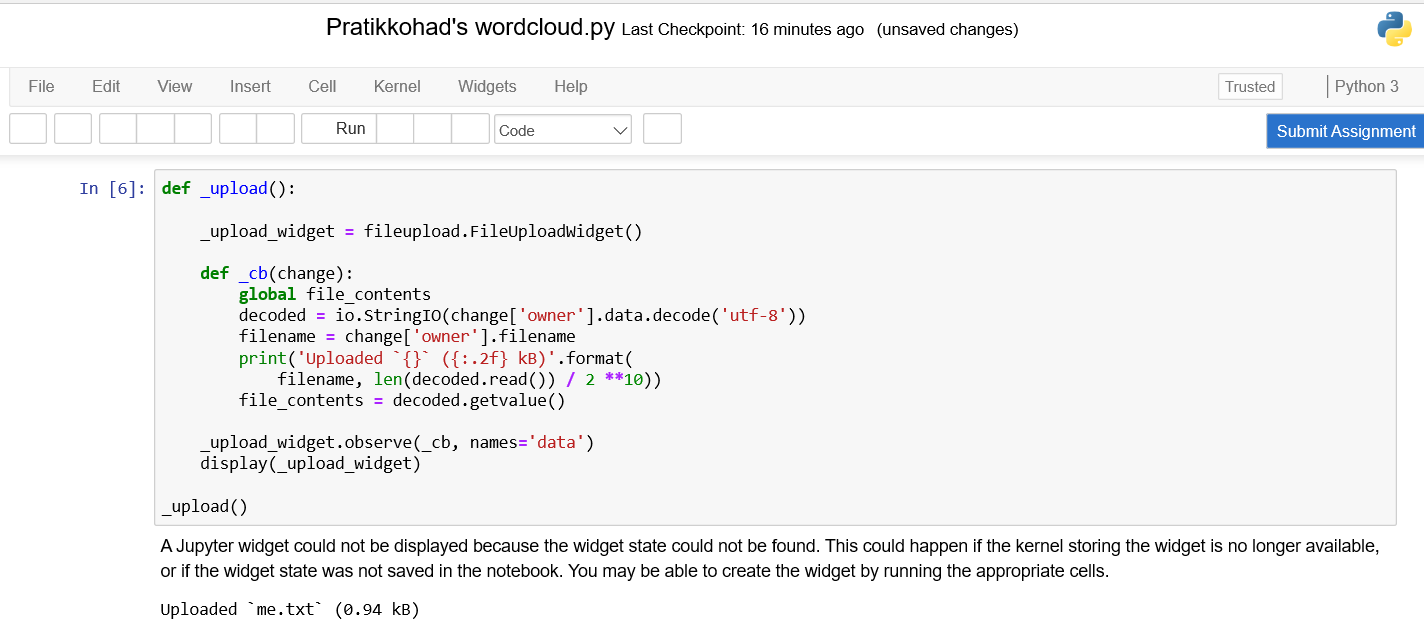 Pratikkohad's wordcloud.py Last Checkpoint: 16 minutes ago (unsaved changes)
File Edit View Insert Cell Kernel Widgets Help Trusted Python 3
Run Code Submit Assignment
In [6]: def _upload():

    _upload_widget = fileupload.FileUploadWidget()

    def _cb(change):
        global file_contents
        decoded = io.StringIO(change['owner'].data.decode('utf-8'))
        filename = change['owner'].filename
        print('Uploaded `{}` ({:.2f} kB)'.format(
            filename, len(decoded.read()) / 2 **10))
        file_contents = decoded.getvalue()

    _upload_widget.observe(_cb, names='data')
    display(_upload_widget)

_upload()
A Jupyter widget could not be displayed because the widget state could not be found. This could happen if the kernel storing the widget is no longer available,
or if the widget state was not saved in the notebook. You may be able to create the widget by running the appropriate cells.
Uploaded `me.txt` (0.94 kB)